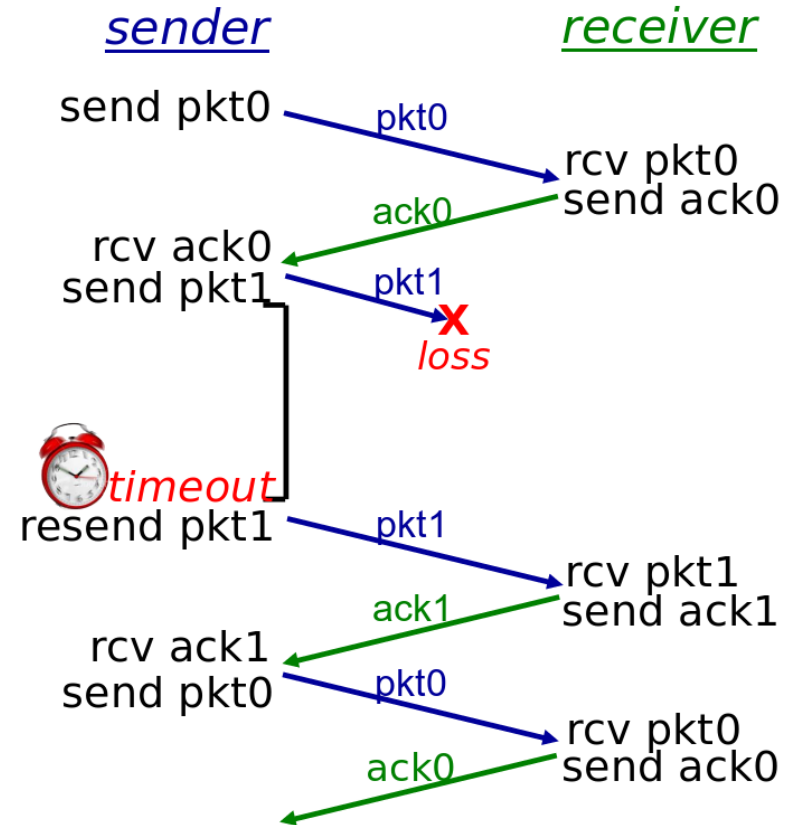 sender
receiver
send pkt0
pkt0
rcv pkt0
send ack0
ack0
rcv ack0
send pkt1
pkt1
X
loss
timeout
resend pkt1
pkt1
rcv pkt1
send ack1
ack1
rcv ack1
send pkt0
pkt0
rcv pkt0
send ack0
ack0